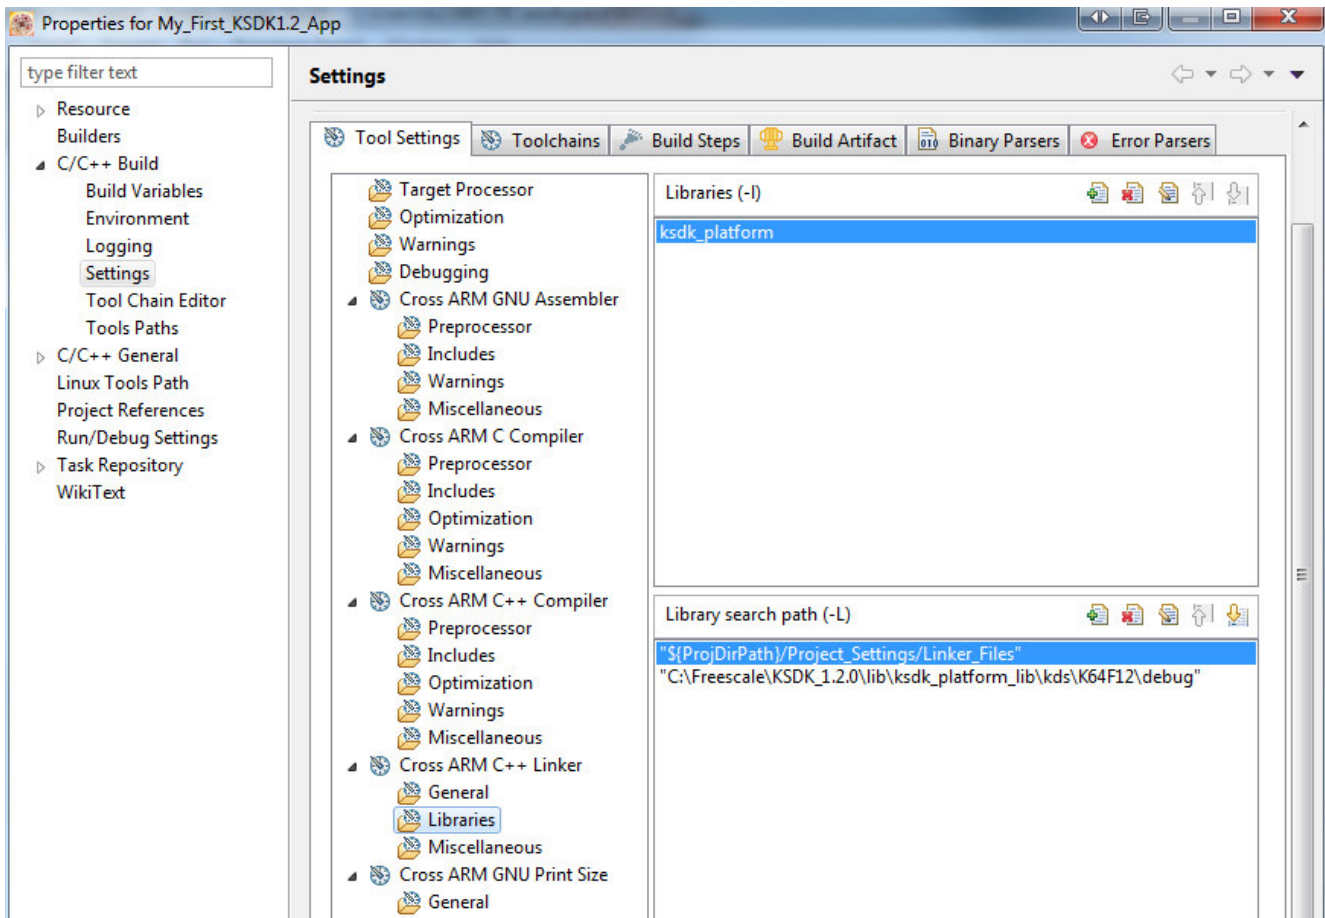 Properties for My_First_KSDK1.2_App
type filter text
Resource
Builders
C/C++ Build
Build Variables
Environment
Logging
Settings
Tool Chain Editor
Tools Paths
C/C++ General
Linux Tools Path
Project References
Run/Debug Settings
Task Repository
WikiText
Settings
Tool Settings
Toolchains
Build Steps
Build Artifact
Binary Parsers
Error Parsers
Target Processor
Optimization
Warnings
Debugging
Cross ARM GNU Assembler
Preprocessor
Includes
Warnings
Miscellaneous
Cross ARM C Compiler
Preprocessor
Includes
Optimization
Warnings
Miscellaneous
Cross ARM C++ Compiler
Preprocessor
Includes
Optimization
Warnings
Miscellaneous
Cross ARM C++ Linker
General
Libraries
Miscellaneous
Cross ARM GNU Print Size
General
Libraries (-l)
ksdk_platform
Library search path (-L)
"${ProjDirPath}/Project_Settings/Linker_Files"
"C:\Freescale\KSDK_1.2.0\lib\ksdk_platform_lib\kds\K64F12\debug"